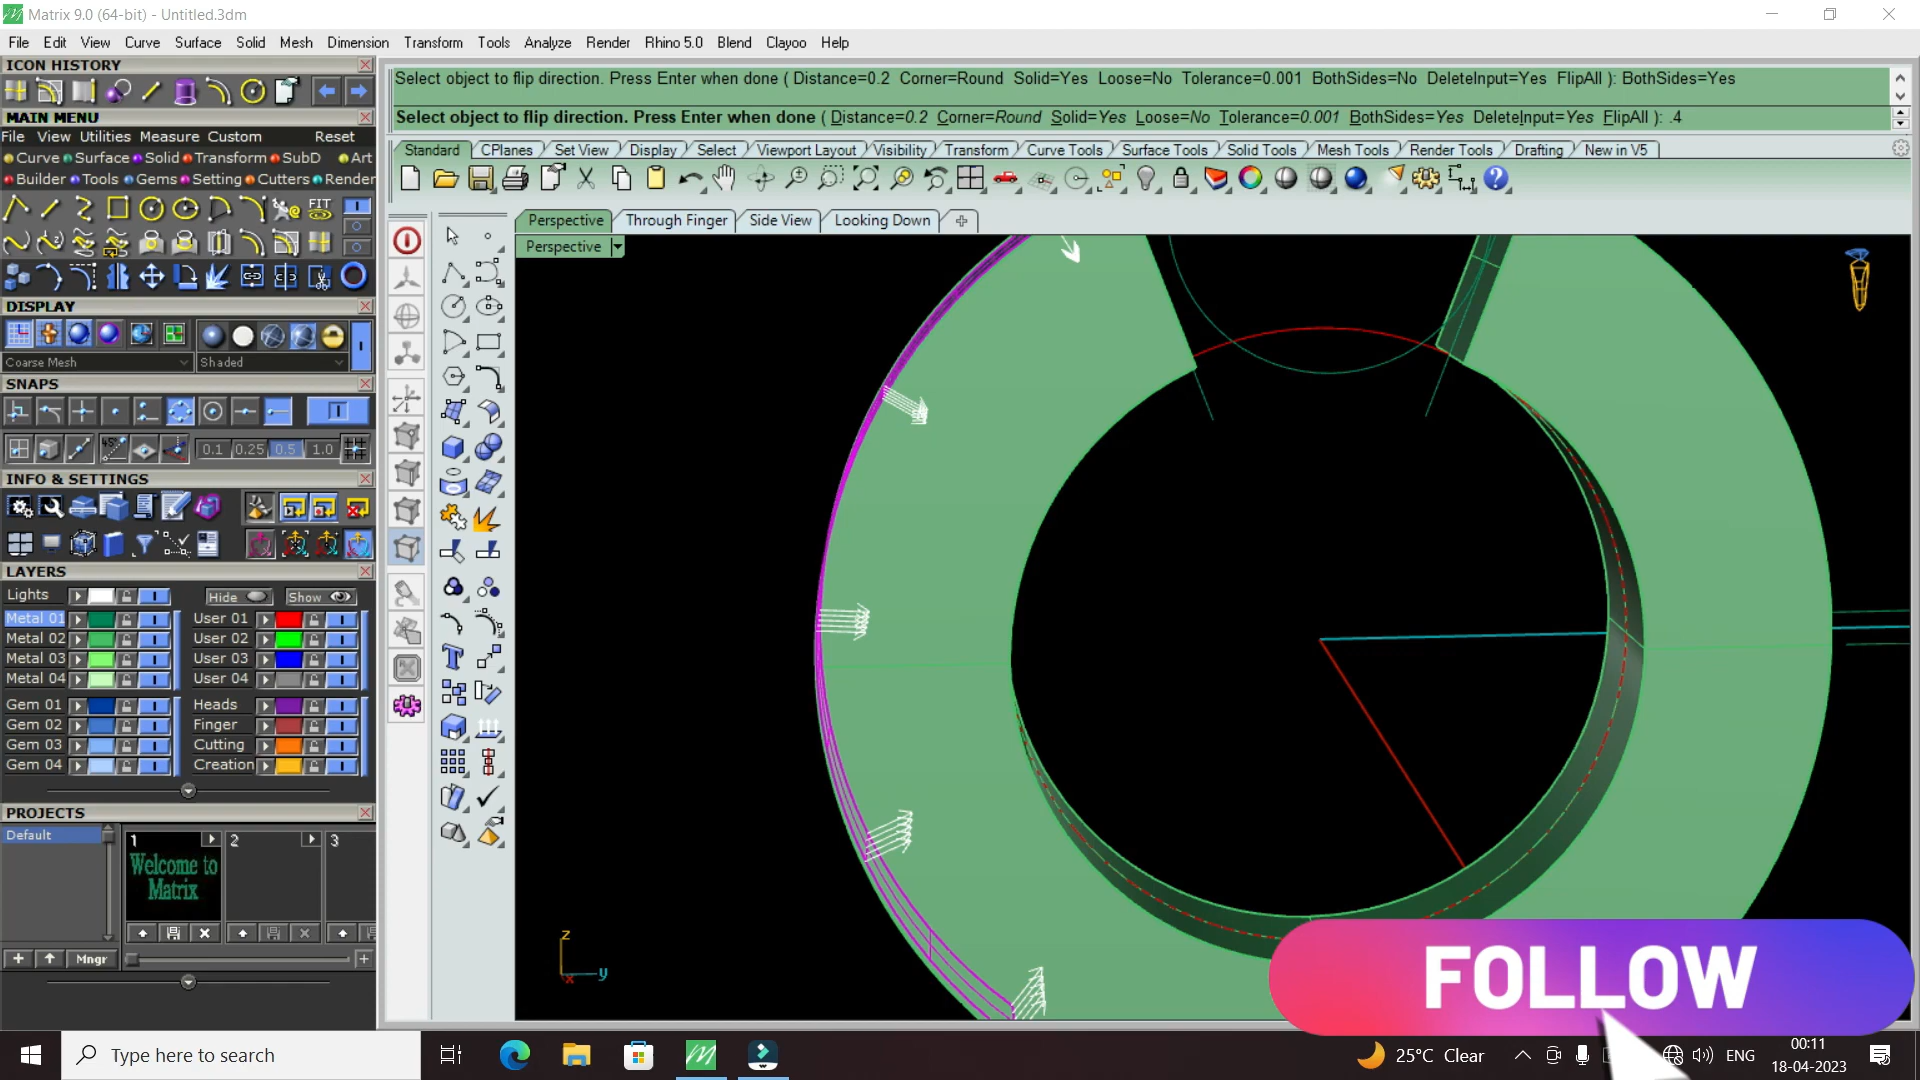 Matrix 9.0 (64-bit) - Untitled.3dm
File Edit View Curve Surface Solid Mesh Dimension Transform Tools Analyze Render Rhino 5.0 Blend Clayoo Help
ICON HISTORY
MAIN MENU
File View Utilities Measure Custom Reset
Curve Surface Solid Transform SubD Art
Builder Tools Gems Setting Cutters Render
FIT
DISPLAY
Coarse Mesh Shaded
SNAPS
0.1 0.25 0.5 1.0
INFO & SETTINGS
LAYERS
Lights Hide Show
Metal 01 User 01
Metal 02 User 02
Metal 03 User 03
Metal 04 User 04
Gem 01 Heads
Gem 02 Finger
Gem 03 Cutting
Gem 04 Creation
PROJECTS
Default
1 2 3
Welcome to
Matrix
Mngr
Select object to flip direction. Press Enter when done ( Distance=0.2 Corner=Round Solid=Yes Loose=No Tolerance=0.001 BothSides=No DeleteInput=Yes FlipAll ): BothSides=Yes
Select object to flip direction. Press Enter when done ( Distance=0.2 Corner=Round Solid=Yes Loose=No Tolerance=0.001 BothSides=Yes DeleteInput=Yes FlipAll ): .4
Standard CPlanes Set View Display Select Viewport Layout Visibility Transform Curve Tools Surface Tools Solid Tools Mesh Tools Render Tools Drafting New in V5
Perspective Through Finger Side View Looking Down
Perspective
z
y
x
FOLLOW
Type here to search
25°C Clear
ENG
00:11
18-04-2023